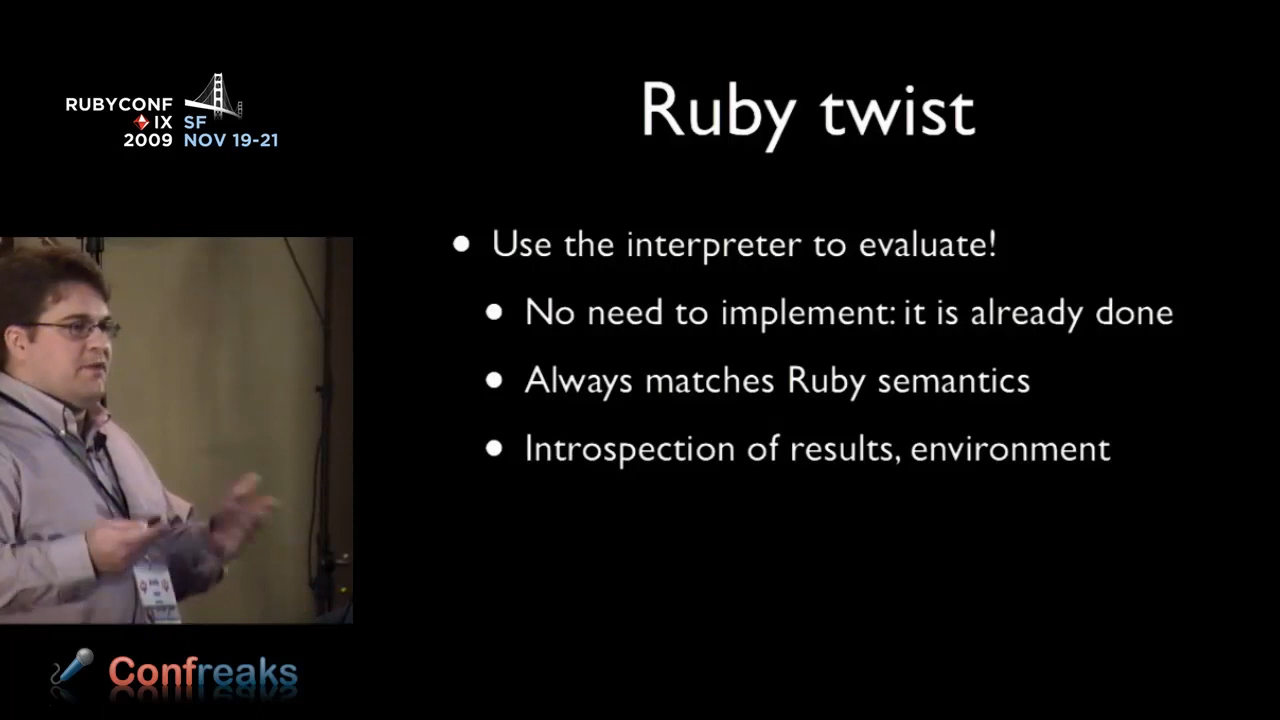 RUBYCONF
IX SF
2009 NOV 19-21
Ruby twist
Use the interpreter to evaluate!
No need to implement: it is already done
Always matches Ruby semantics
Introspection of results, environment
Confreaks